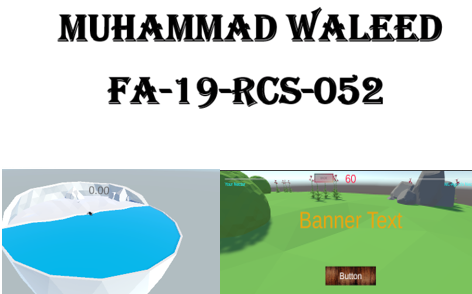 MUHAMMAD WALEED
FA-19-RCS-052
0.00
60
Banner Text
Button